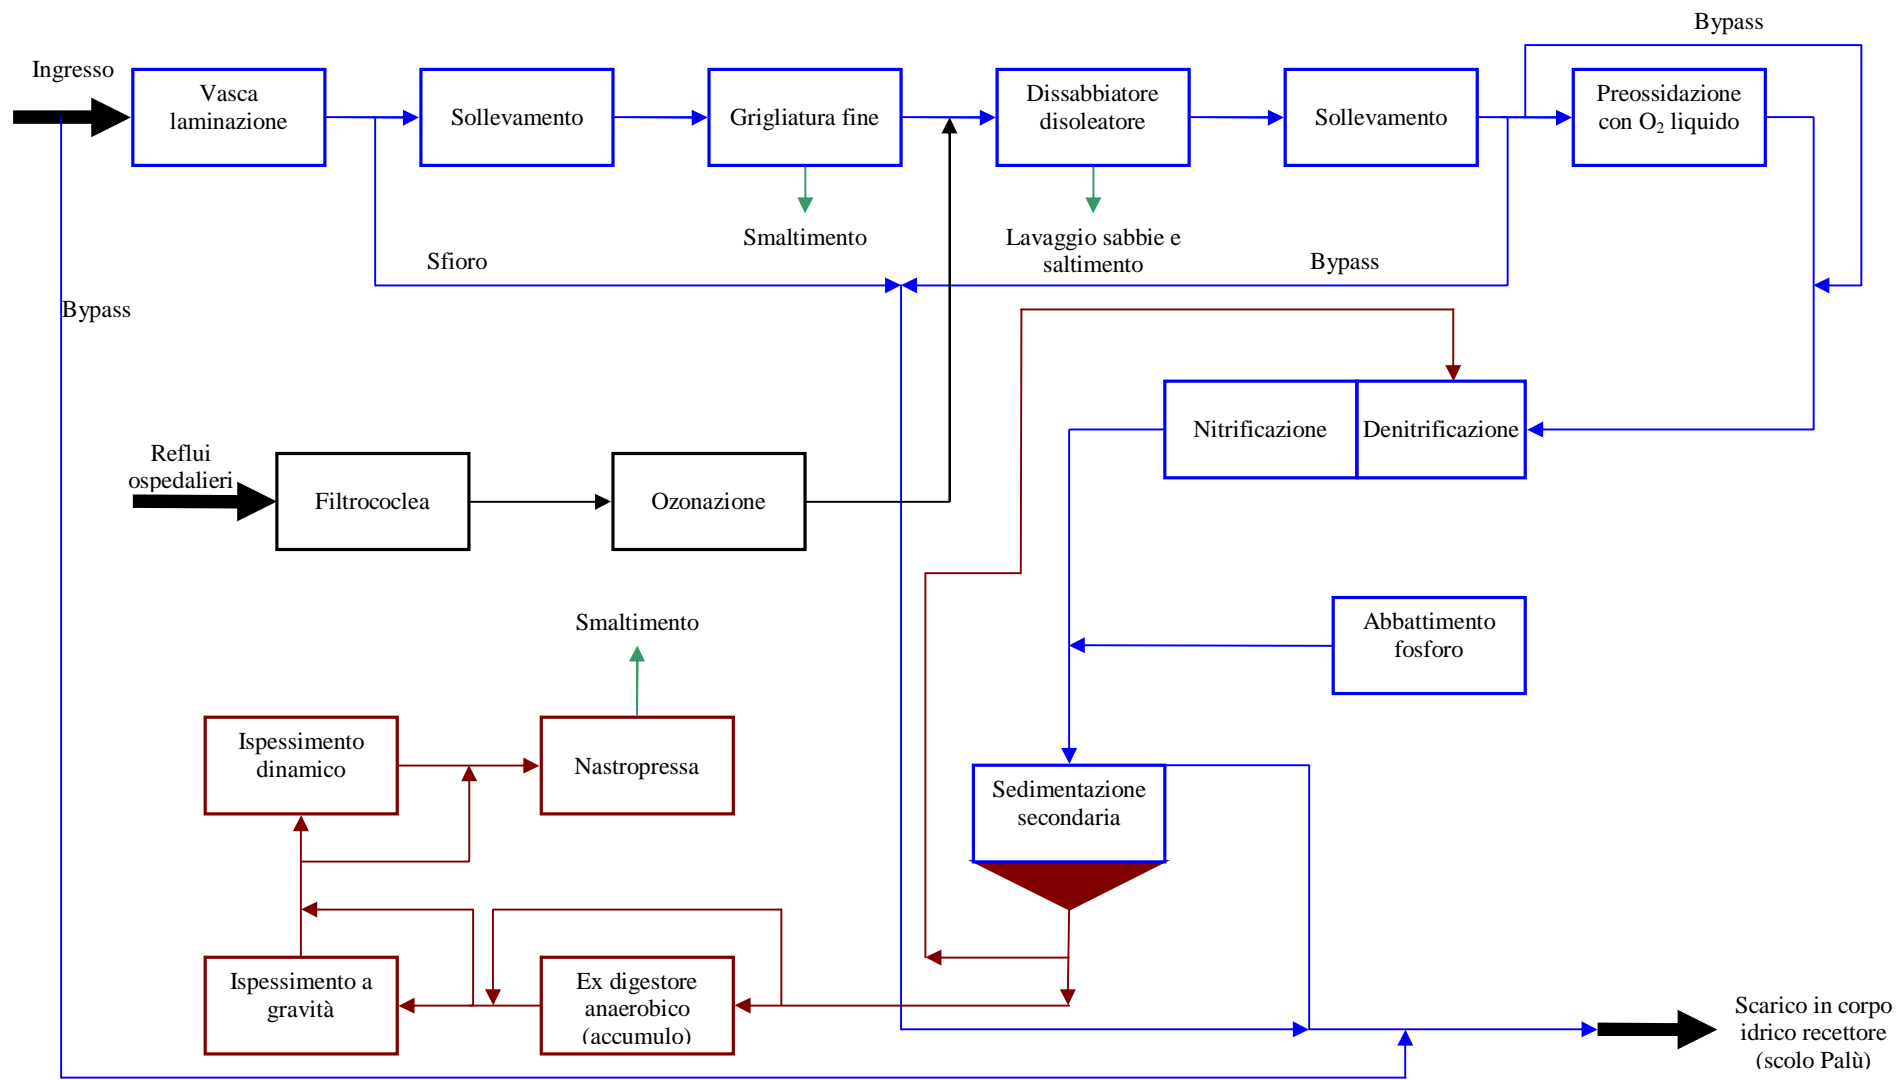 Bypass
Ingresso
Vasca
laminazione
Sollevamento
Grigliatura fine
Dissabbiatore
disoleatore
Sollevamento
Preossidazione
con O₂ liquido
Smaltimento
Lavaggio sabbie e
saltimento
Sfioro
Bypass
Bypass
Nitrificazione
Denitrificazione
Reflui
ospedalieri
Filtrococlea
Ozonazione
Smaltimento
Abbattimento
fosforo
Ispessimento
dinamico
Nastropressa
Sedimentazione
secondaria
Ispessimento a
gravità
Ex digestore
anaerobico
(accumulo)
Scarico in corpo
idrico recettore
(scolo Palù)